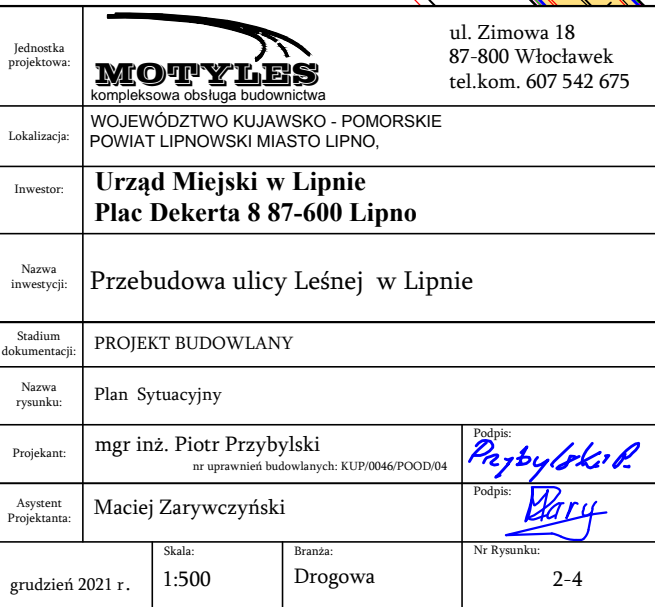 Jednostka
projektowa:
MOTYLES
kompleksowa obsługa budownictwa
ul. Zimowa 18
87-800 Włocławek
tel.kom. 607 542 675
Lokalizacja:
WOJEWÓDZTWO KUJAWSKO - POMORSKIE
POWIAT LIPNOWSKI MIASTO LIPNO,
Inwestor:
Urząd Miejski w Lipnie
Plac Dekerta 8 87-600 Lipno
Nazwa
inwestycji:
Przebudowa ulicy Leśnej w Lipnie
Stadium
dokumentacji:
PROJEKT BUDOWLANY
Nazwa
rysunku:
Plan Sytuacyjny
Projekant:
mgr inż. Piotr Przybylski
nr uprawnień budowlanych: KUP/0046/POOD/04
Podpis:
Przybylski P.
Asystent
Projektanta:
Maciej Zarywczyński
Podpis:
Zary
grudzień 2021 r.
Skala:
1:500
Branża:
Drogowa
Nr Rysunku:
2-4